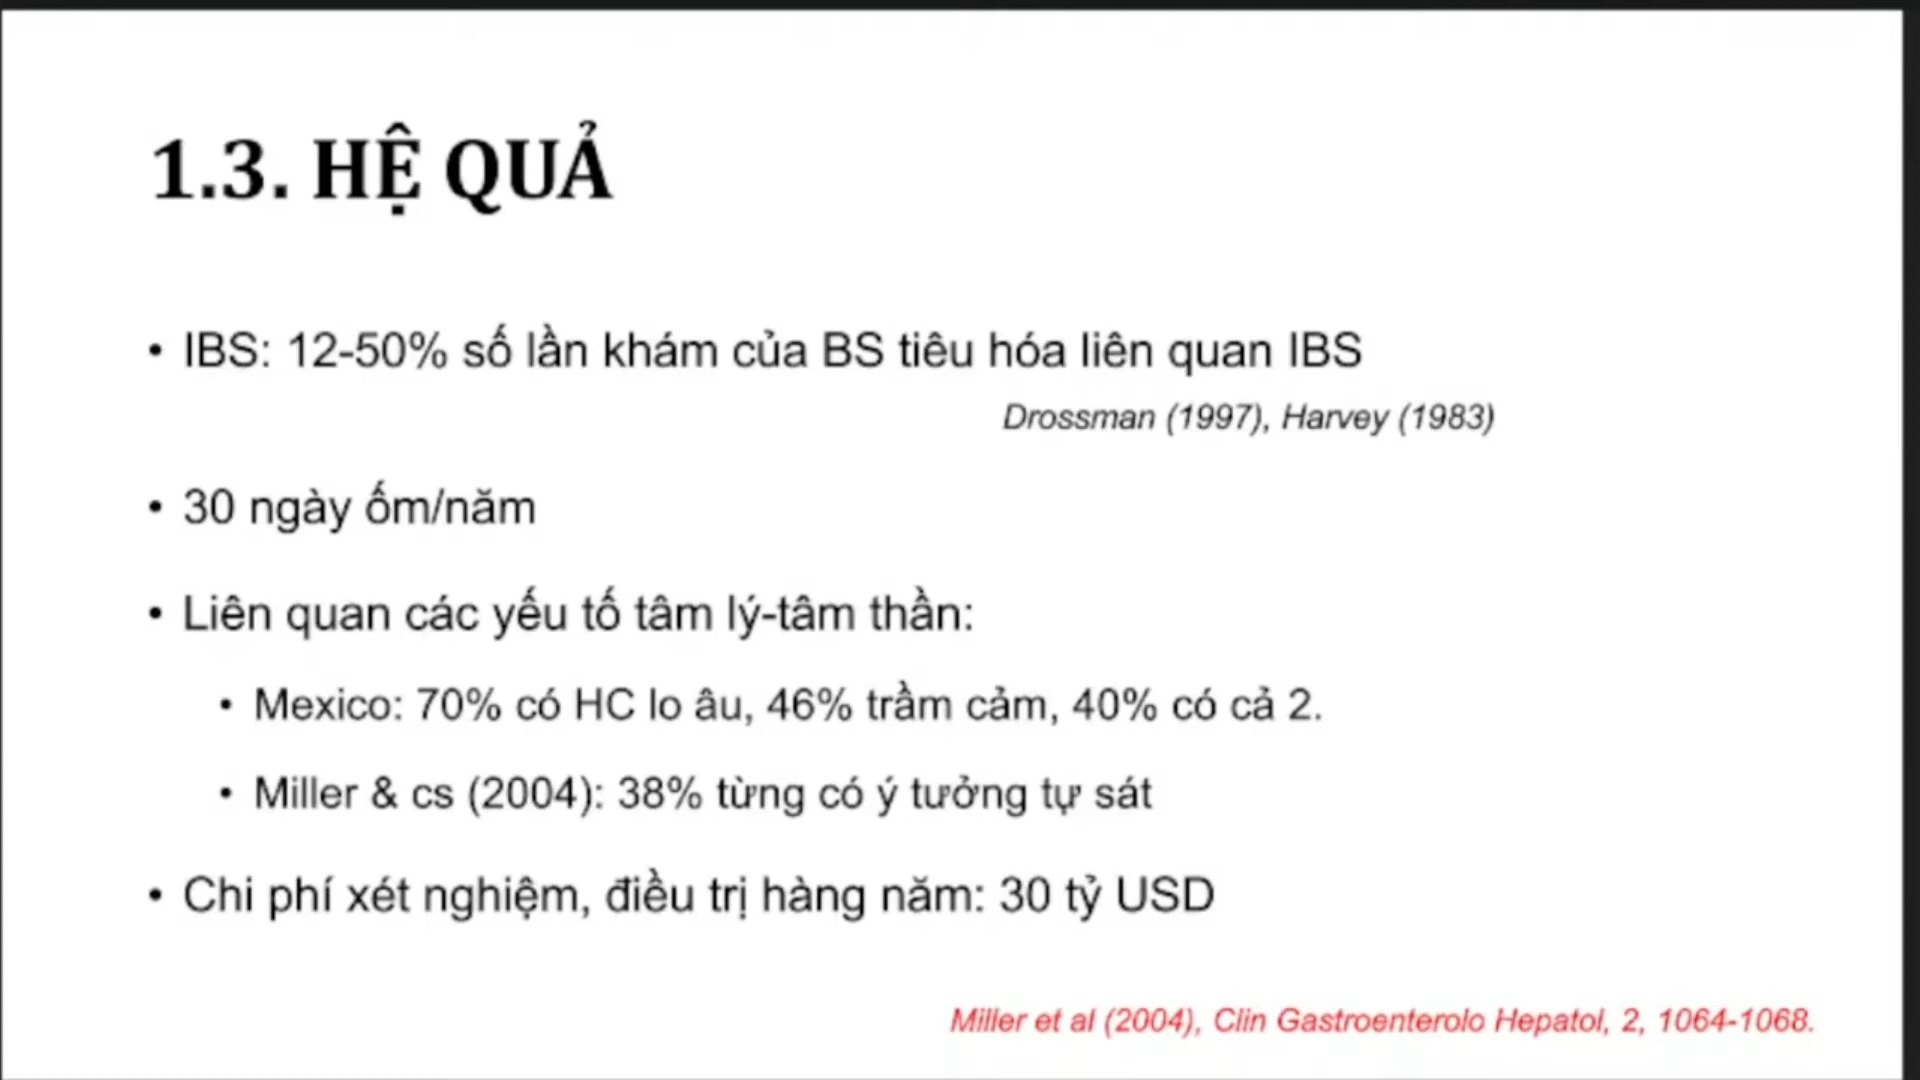 1.3. HỆ QUẢ
• IBS: 12-50% số lần khám của BS tiêu hóa liên quan IBS
Drossman (1997), Harvey (1983)
• 30 ngày ốm/năm
• Liên quan các yếu tố tâm lý-tâm thần:
• Mexico: 70% có HC lo âu, 46% trầm cảm, 40% có cả 2.
• Miller & cs (2004): 38% từng có ý tưởng tự sát
• Chi phí xét nghiệm, điều trị hàng năm: 30 tỷ USD
Miller et al (2004), Clin Gastroenterolo Hepatol, 2, 1064-1068.